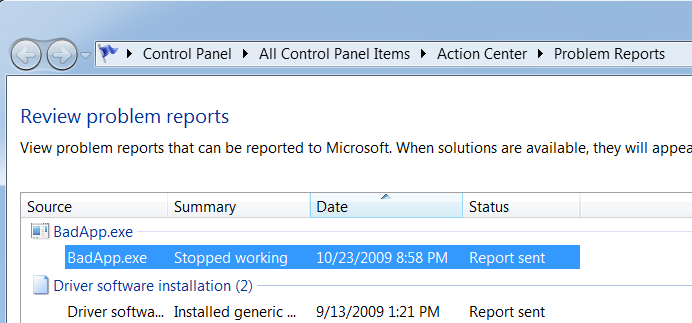 Control Panel ▸ All Control Panel Items ▸ Action Center ▸ Problem Reports
Review problem reports
View problem reports that can be reported to Microsoft. When solutions are available, they will appea
Source Summary Date Status
BadApp.exe
BadApp.exe Stopped working 10/23/2009 8:58 PM Report sent
Driver software installation (2)
Driver softwa... Installed generic ... 9/13/2009 1:21 PM Report sent